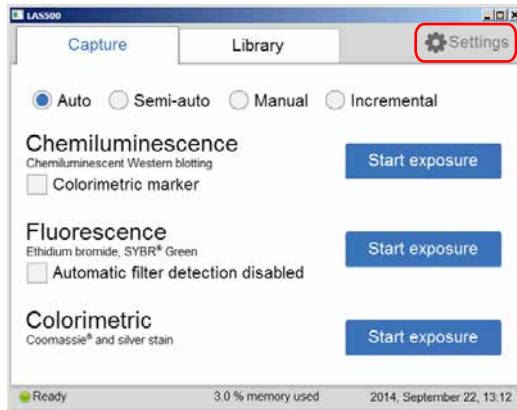 LAS500
Capture Library Settings
Auto Semi-auto Manual Incremental
Chemiluminescence
Chemiluminescent Western blotting
Start exposure
Colorimetric marker
Fluorescence
Ethidium bromide, SYBR® Green
Start exposure
Automatic filter detection disabled
Colorimetric
Coomassie® and silver stain
Start exposure
Ready 3.0 % memory used 2014, September 22, 13:12